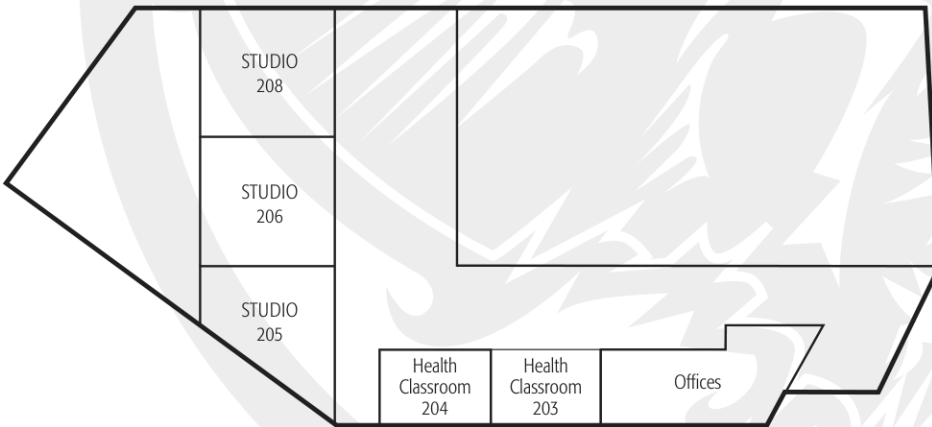 STUDIO
208
STUDIO
206
STUDIO
205
Health
Classroom
204
Health
Classroom
203
Offices